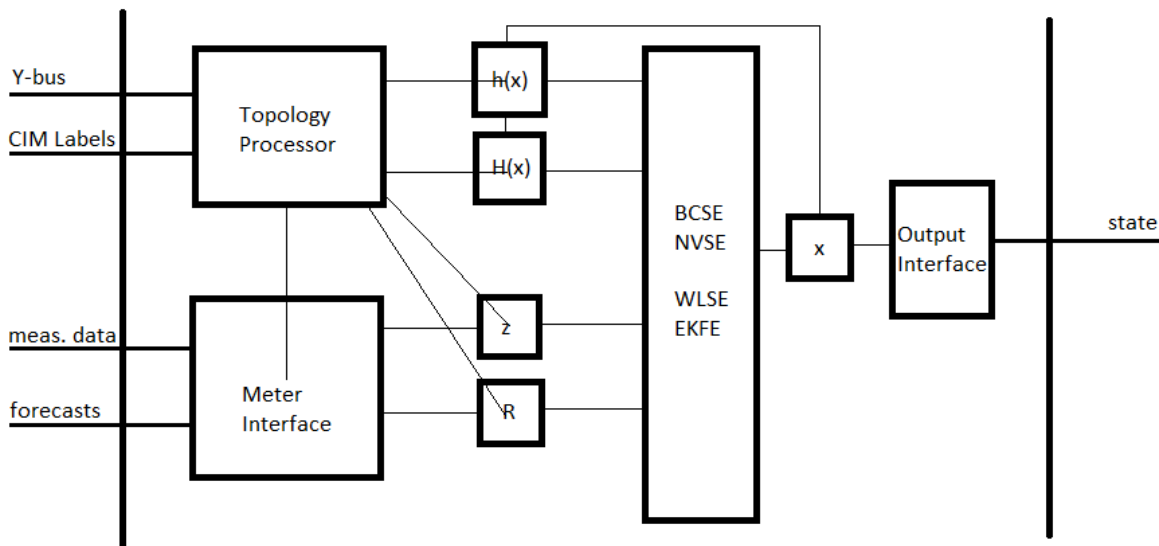 Y-bus
CIM Labels
Topology
Processor
h(x)
H(x)
meas. data
forecasts
Meter
Interface
z
R
BCSE
NVSE
WLSE
EKFE
x
Output
Interface
state